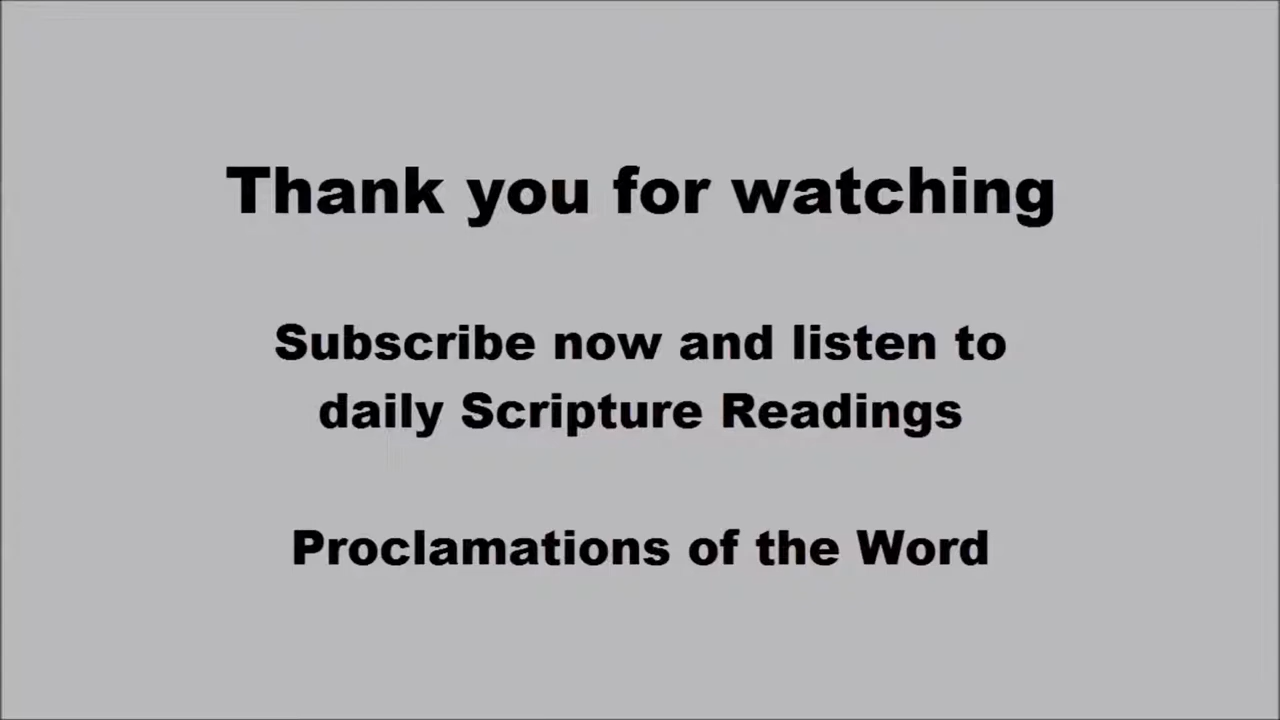 Thank you for watching
Subscribe now and listen to
daily Scripture Readings
Proclamations of the Word